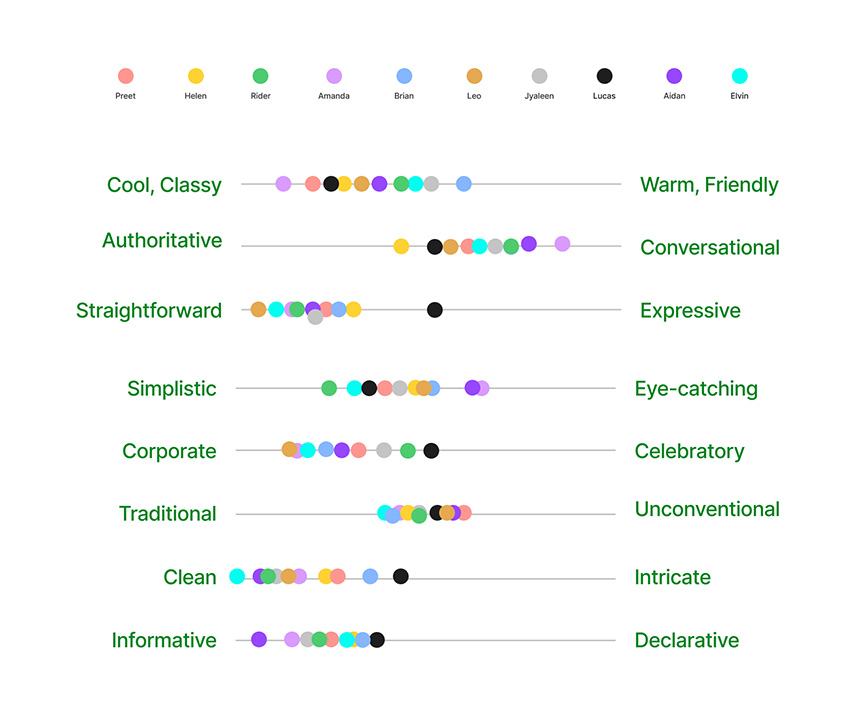 Preet Helen Rider Amanda Brian Leo Jyaleen Lucas Aidan Elvin
Cool, Classy Warm, Friendly
Authoritative Conversational
Straightforward Expressive
Simplistic Eye-catching
Corporate Celebratory
Traditional Unconventional
Clean Intricate
Informative Declarative